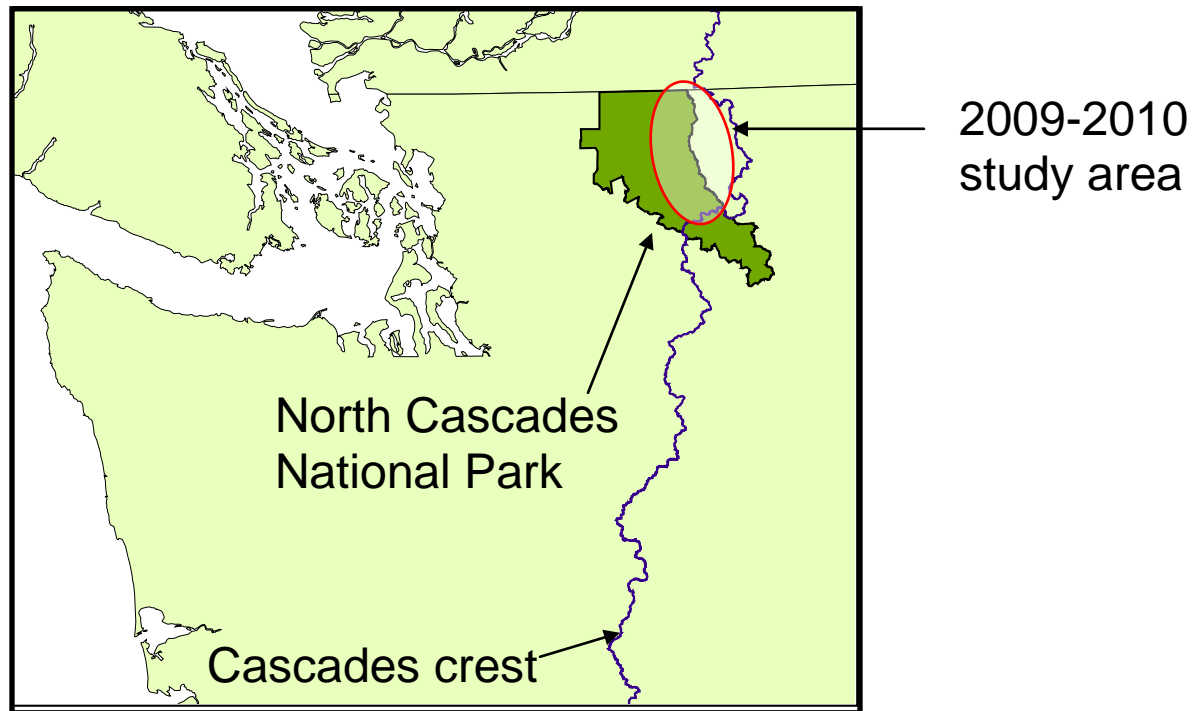 2009-2010
study area
North Cascades
National Park
Cascades crest